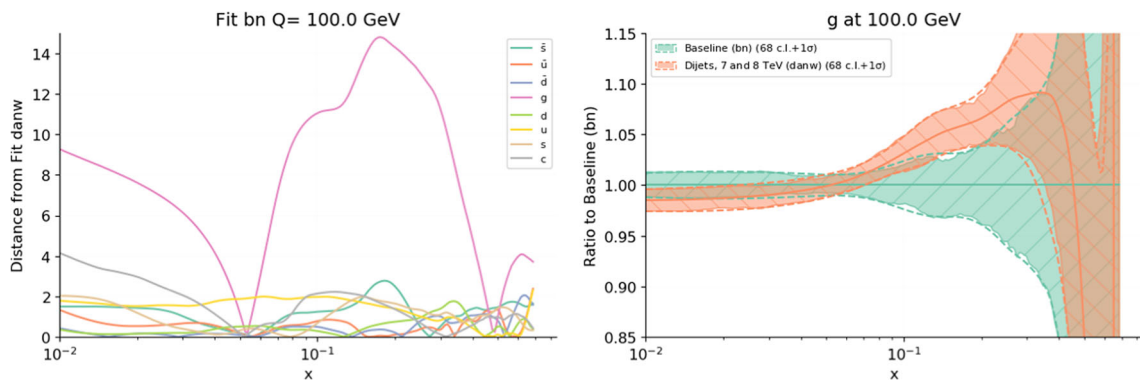 Fit bn Q= 100.0 GeV
Distance from Fit danw
14
12
10
8
6
4
2
0
s̄
ū
d̄
g
d
u
s
c
10⁻²
10⁻¹
x
g at 100.0 GeV
Ratio to Baseline (bn)
1.15
1.10
1.05
1.00
0.95
0.90
0.85
Baseline (bn) (68 c.l.+1σ)
Dijets, 7 and 8 TeV (danw) (68 c.l.+1σ)
10⁻²
10⁻¹
x